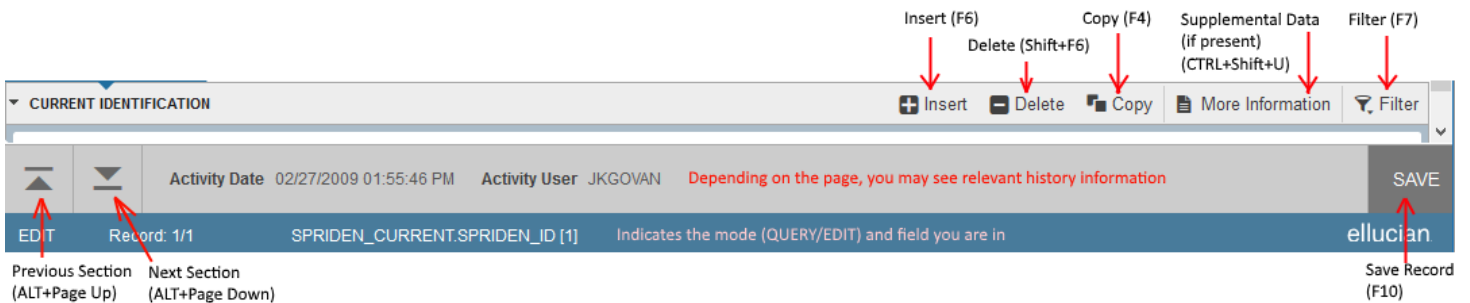 Insert (F6)
Copy (F4)
Supplemental Data
Filter (F7)
Delete (Shift+F6)
(if present)
(CTRL+Shift+U)
CURRENT IDENTIFICATION
Insert
Delete
Copy
More Information
Filter
Activity Date 02/27/2009 01:55:46 PM Activity User JKGOVAN Depending on the page, you may see relevant history information
SAVE
EDIT Record: 1/1 SPRIDEN_CURRENT.SPRIDEN_ID [1] Indicates the mode (QUERY/EDIT) and field you are in
ellucian
Previous Section
(ALT+Page Up)
Next Section
(ALT+Page Down)
Save Record
(F10)